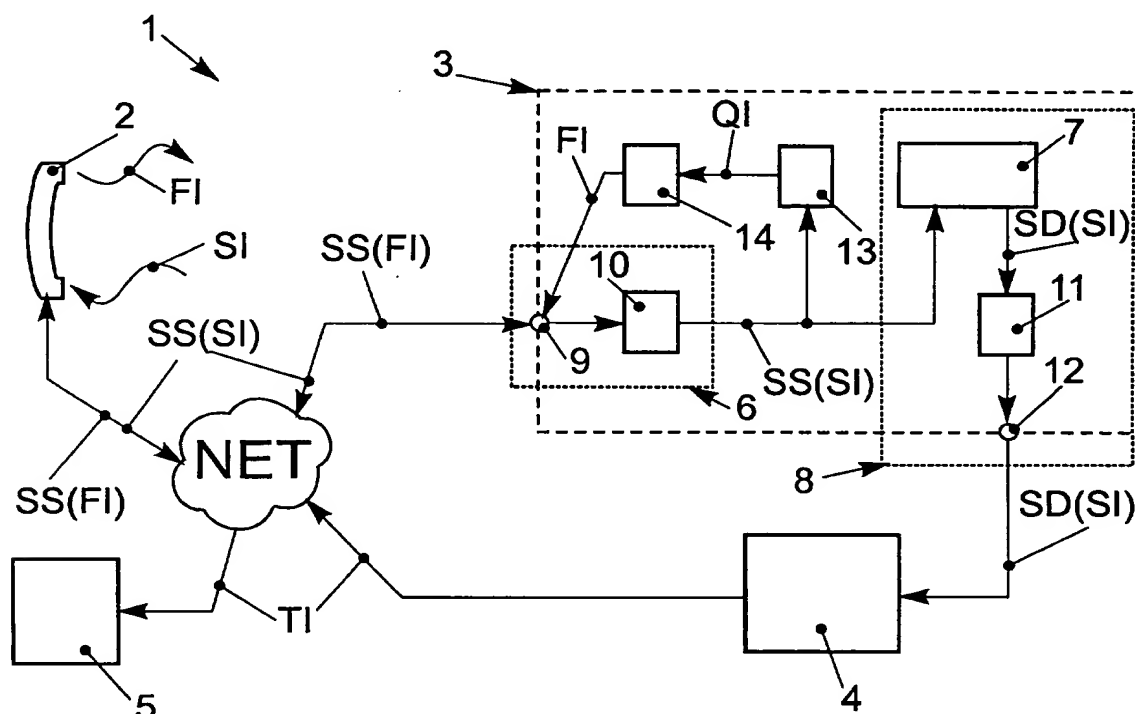 1
3
2
QI
7
FI
FI
14
13
SD(SI)
SI
SS(FI)
10
11
SS(SI)
9
SS(SI)
12
6
NET
8
SS(FI)
SD(SI)
TI
5
4